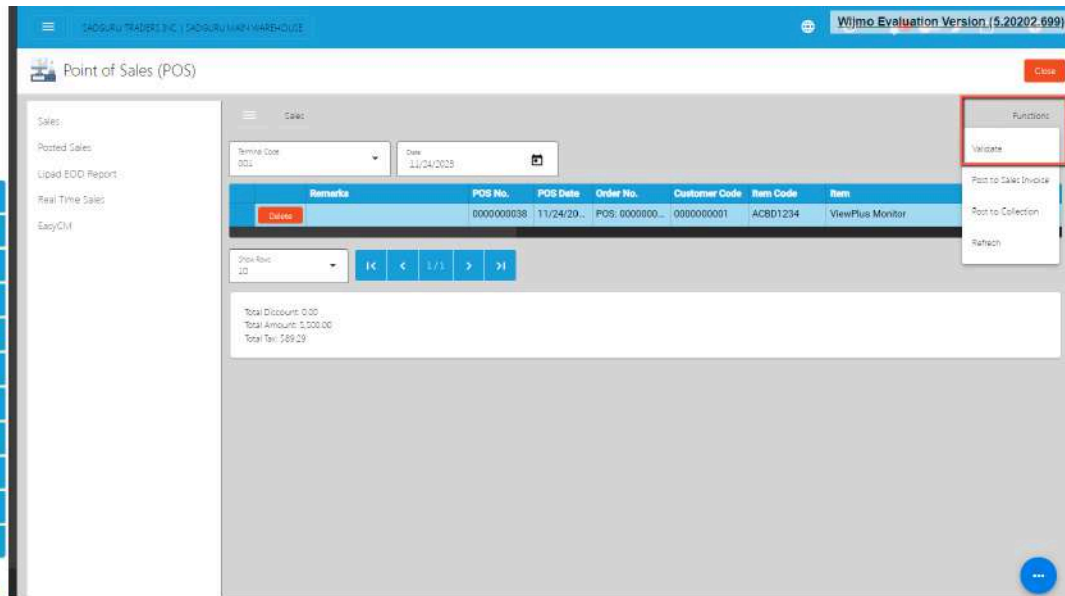 SADGURU TRADERS INC. | SADGURU MAIN WAREHOUSE
Wijmo Evaluation Version (5.20202.699)
Point of Sales (POS)
Close
Sales
Posted Sales
Lipad EOD Report
Real Time Sales
EasyCM
Sales
Functions
Validate
Post to Sales Invoice
Post to Collection
Refresh
Terminal Code
001
Date
11/24/2023
Remarks POS No. POS Date Order No. Customer Code Item Code Item
Delete 0000000038 11/24/20... POS: 0000000... 0000000001 ACBD1234 ViewPlus Monitor
Show Rows
10
1/1
Total Discount: 0.00
Total Amount: 5,500.00
Total Tax: 589.29